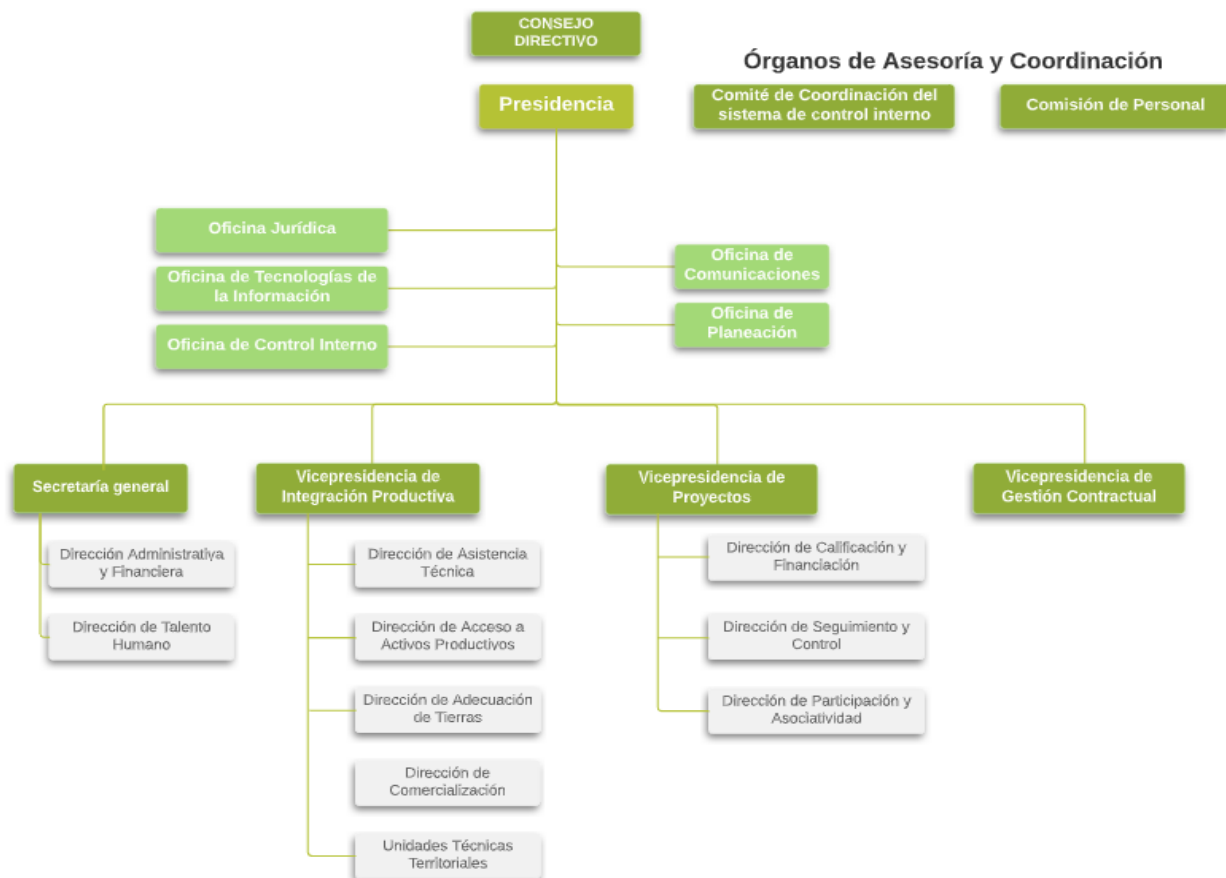 CONSEJO
DIRECTIVO
Órganos de Asesoría y Coordinación
Presidencia
Comité de Coordinación del
sistema de control interno
Comisión de Personal
Oficina Jurídica
Oficina de Tecnologías de
la Información
Oficina de Control Interno
Oficina de
Comunicaciones
Oficina de
Planeación
Secretaría general
Dirección Administrativa
y Financiera
Dirección de Talento
Humano
Vicepresidencia de
Integración Productiva
Dirección de Asistencia
Técnica
Dirección de Acceso a
Activos Productivos
Dirección de Adecuación
de Tierras
Dirección de
Comercialización
Unidades Técnicas
Territoriales
Vicepresidencia de
Proyectos
Dirección de Calificación y
Financiación
Dirección de Seguimiento y
Control
Dirección de Participación y
Asociatividad
Vicepresidencia de
Gestión Contractual